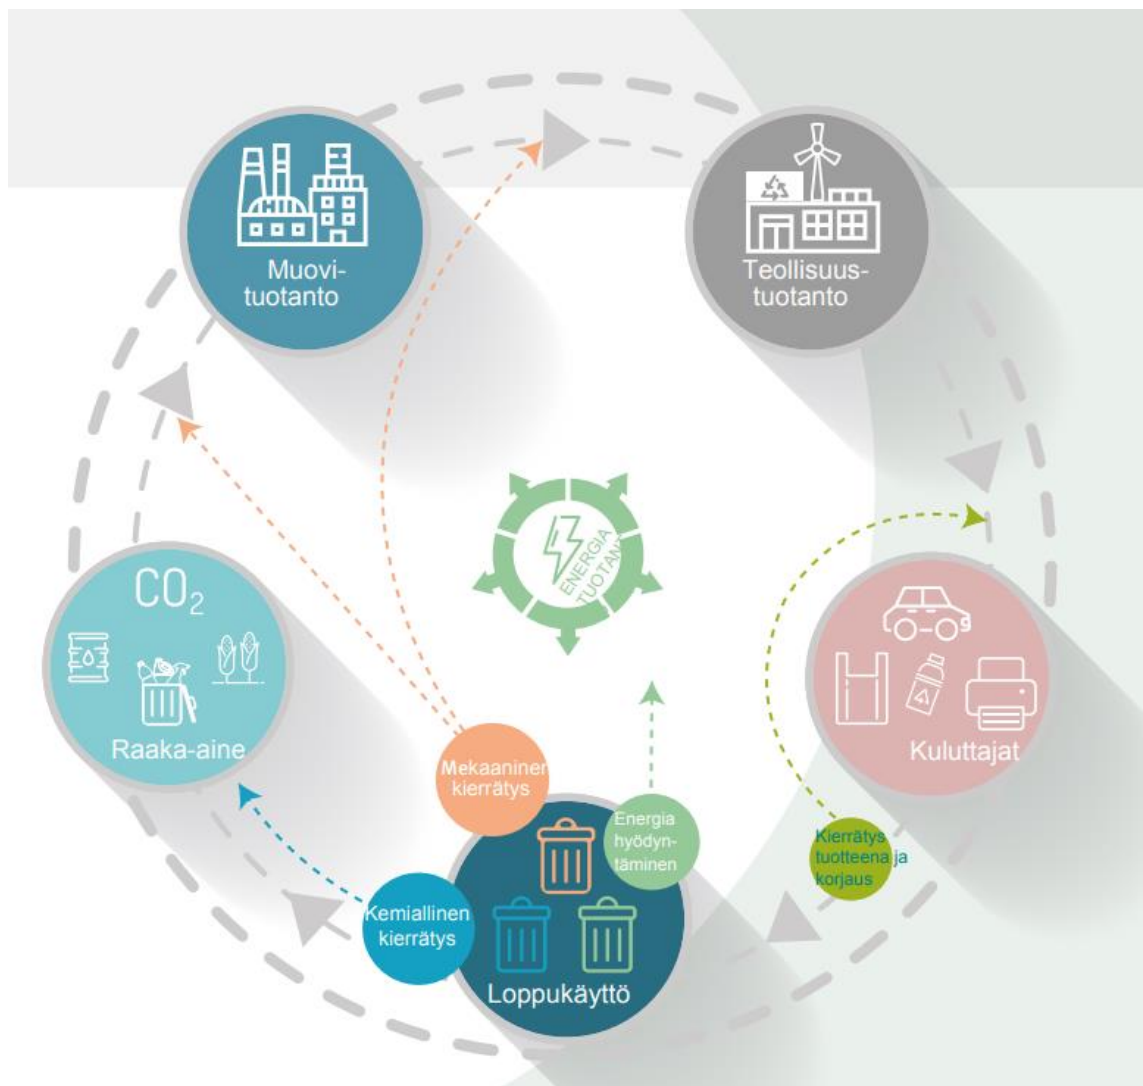 Muovi-
tuotanto
Teollisuus-
tuotanto
ENERGIA
TUOTANT
CO₂
Raaka-aine
Kuluttajat
Mekaaninen
kierrätys
Energia
hyödyn-
täminen
Kierrätys
tuotteena ja
korjaus
Kemiallinen
kierrätys
Loppukäyttö